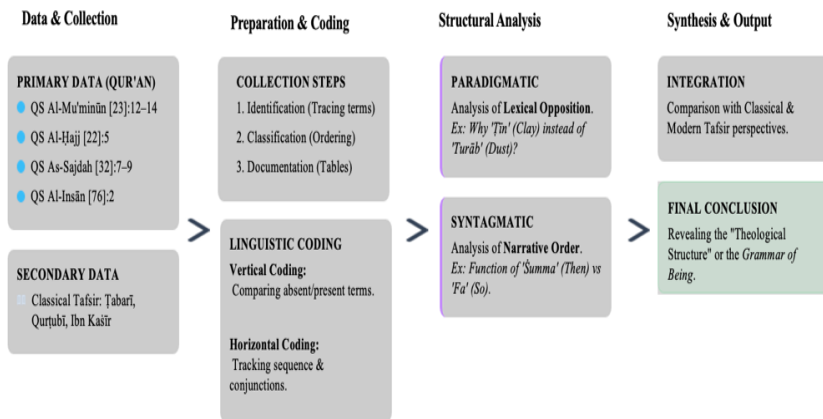 Data & Collection
PRIMARY DATA (QUR'AN)
QS Al-Mu'minūn [23]:12–14
QS Al-Ḥajj [22]:5
QS As-Sajdah [32]:7–9
QS Al-Insān [76]:2
SECONDARY DATA
Classical Tafsir: Ṭabarī,
Qurṭubī, Ibn Kaṡīr
Preparation & Coding
COLLECTION STEPS
1. Identification (Tracing terms)
2. Classification (Ordering)
3. Documentation (Tables)
LINGUISTIC CODING
Vertical Coding:
Comparing absent/present terms.
Horizontal Coding:
Tracking sequence &
conjunctions.
Structural Analysis
PARADIGMATIC
Analysis of Lexical Opposition.
Ex: Why 'Ṭīn' (Clay) instead of
'Turāb' (Dust)?
SYNTAGMATIC
Analysis of Narrative Order.
Ex: Function of 'Ṡumma' (Then) vs
'Fa' (So).
Synthesis & Output
INTEGRATION
Comparison with Classical &
Modern Tafsir perspectives.
FINAL CONCLUSION
Revealing the "Theological
Structure" or the Grammar of
Being.